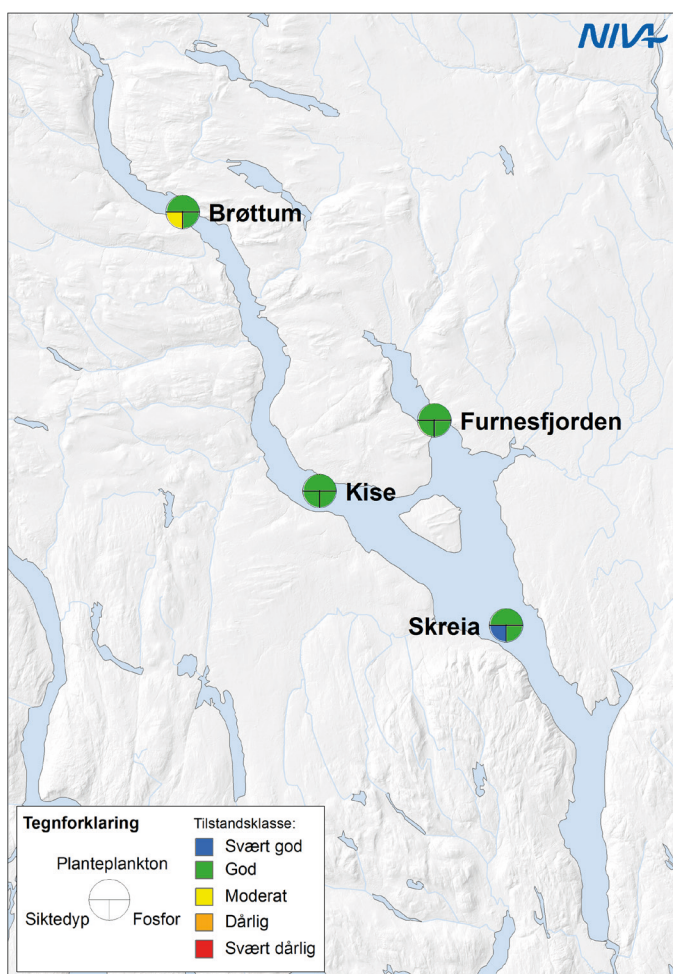 NIVA
Brøttum
Furnesfjorden
Kise
Skreia
Tegnforklaring
Planteplankton
Siktedyp
Fosfor
Tilstandsklasse:
Svært god
God
Moderat
Dårlig
Svært dårlig